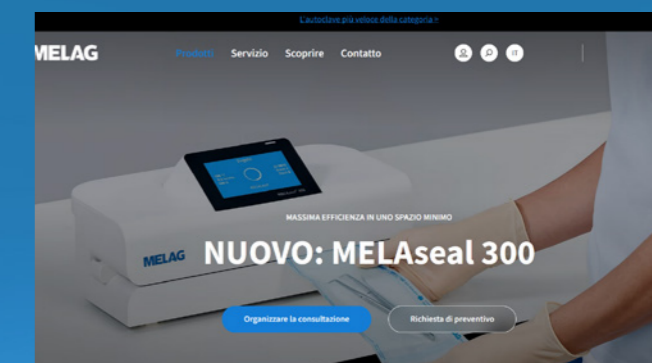 L'autoclave più veloce della categoria >
MELAG
Prodotti Servizio Scoprire Contatto
IT
MELAG
MASSIMA EFFICIENZA IN UNO SPAZIO MINIMO
NUOVO: MELAseal 300
Organizzare la consultazione
Richiesta di preventivo